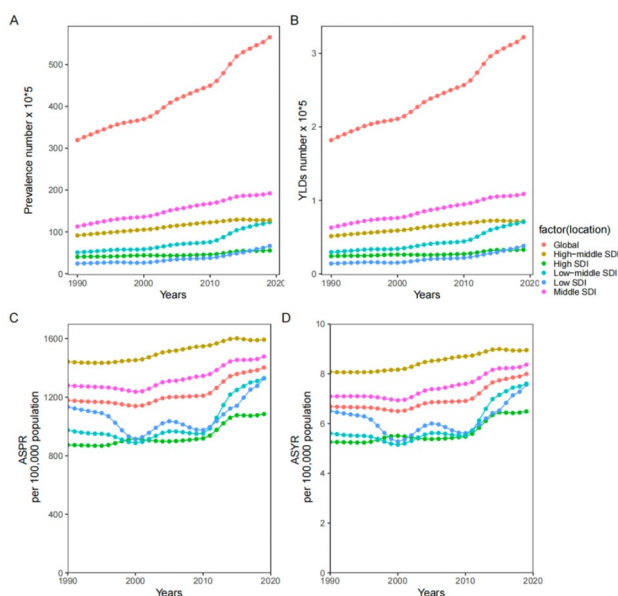 A
B
500
400
300
200
100
0
Prevalence number x 10*5
1990
2000
2010
2020
Years
3
2
1
0
YLDs number x 10*5
1990
2000
2010
2020
Years
factor(location)
Global
High-middle SDI
High SDI
Low-middle SDI
Low SDI
Middle SDI
C
D
1600
1200
800
400
0
ASPR
per 100,000 population
1990
2000
2010
2020
Years
10
8
6
4
2
0
ASYR
per 100,000 population
1990
2000
2010
2020
Years